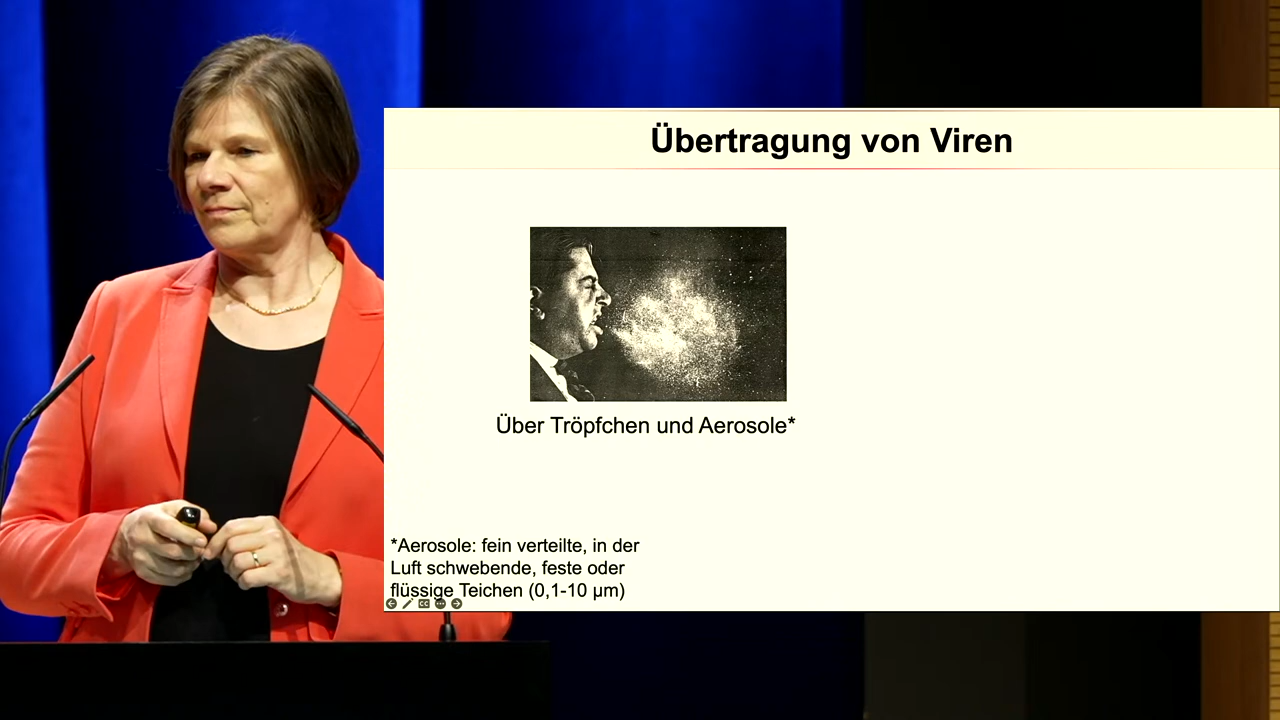 Übertragung von Viren
Über Tröpfchen und Aerosole*
*Aerosole: fein verteilte, in der
Luft schwebende, feste oder
flüssige Teichen (0,1-10 µm)